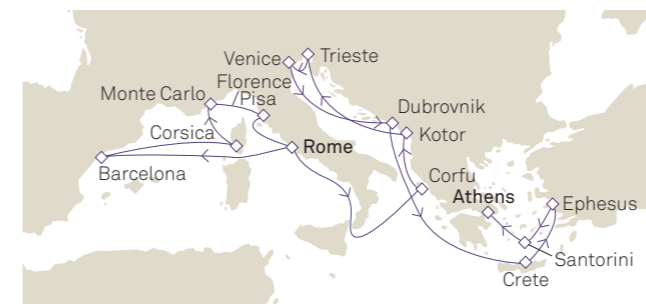 Venice
Trieste
Florence
/Pisa
Monte Carlo
Dubrovnik
Kotor
Corsica
Rome
Barcelona
Corfu
Athens
Ephesus
Santorini
Crete